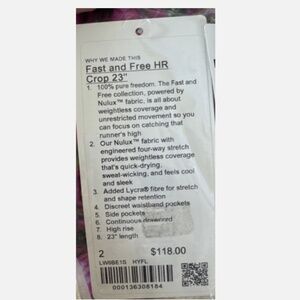 WHY WE MADE THIS
Fast and Free HR
Crop 23"
1. 100% pure freedom. The Fast and
Free collection, powered by
Nulux™ fabric, is all about
weightless coverage and
unrestricted movement so you
can focus on catching that
runner's high
2. Our Nulux™ fabric with
engineered four-way stretch
provides weightless coverage
that's quick-drying,
sweat-wicking, and feels cool
and sleek
3. Added Lycra® fibre for stretch
and shape retention
4. Discreet waistband pockets
5. Side pockets
6. Continuous drawcord
7. High rise
8. 23" length
2 $118.00
LW6BE1S HYFL
000136308184